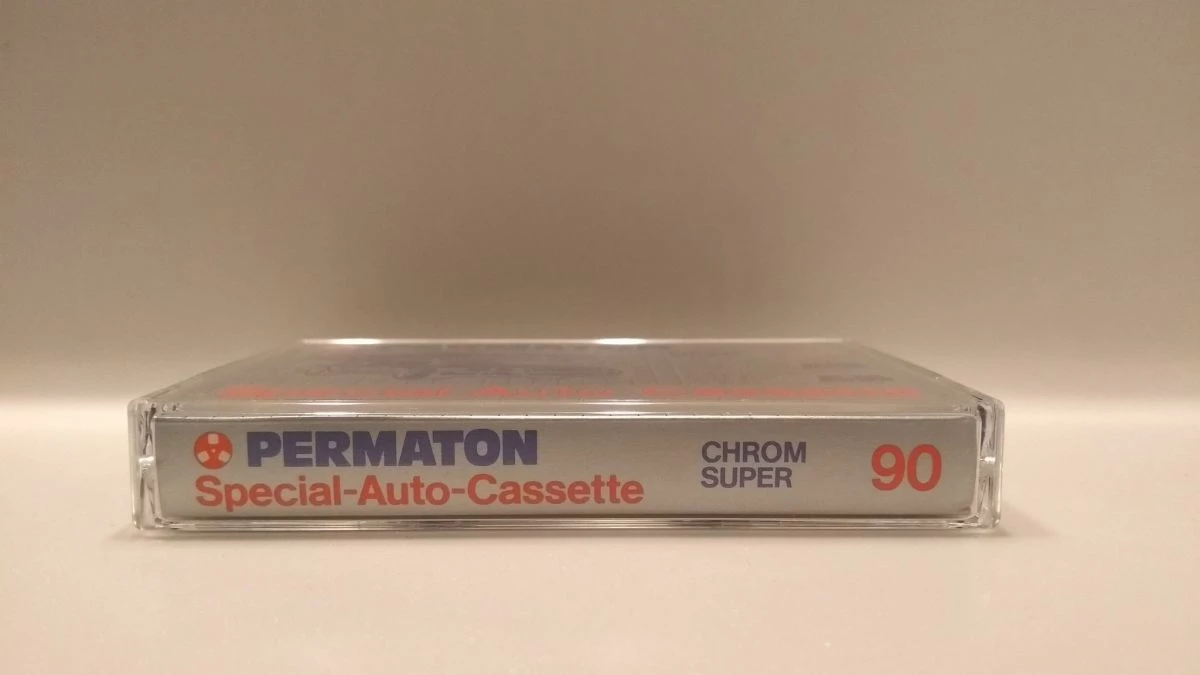 PERMATON
Special-Auto-Cassette
CHROM
SUPER
90